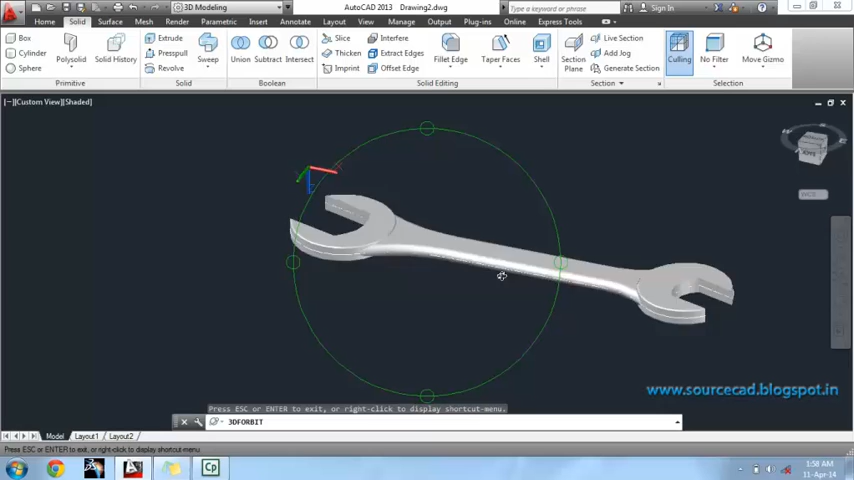 3D Modeling
AutoCAD 2013 Drawing2.dwg
Type a keyword or phrase
Sign In
Home Solid Surface Mesh Render Parametric Insert Annotate Layout View Manage Output Plug-ins Online Express Tools
Box
Cylinder
Sphere
Polysolid
Solid History
Extrude
Presspull
Revolve
Sweep
Union Subtract Intersect
Slice
Thicken
Imprint
Interfere
Extract Edges
Offset Edge
Fillet Edge
Taper Faces
Shell
Section
Plane
Live Section
Add Jog
Generate Section
Culling
No Filter
Move Gizmo
Primitive Solid Boolean Solid Editing Section Selection
[−][Custom View][Shaded]
BACK
WCS
www.sourcecad.blogspot.in
Press ESC or ENTER to exit, or right-click to display shortcut-menu.
3DFORBIT
Model Layout1 Layout2
Press ESC or ENTER to exit, or right-click to display shortcut-menu.
Cp
1:58 AM
11-Apr-14